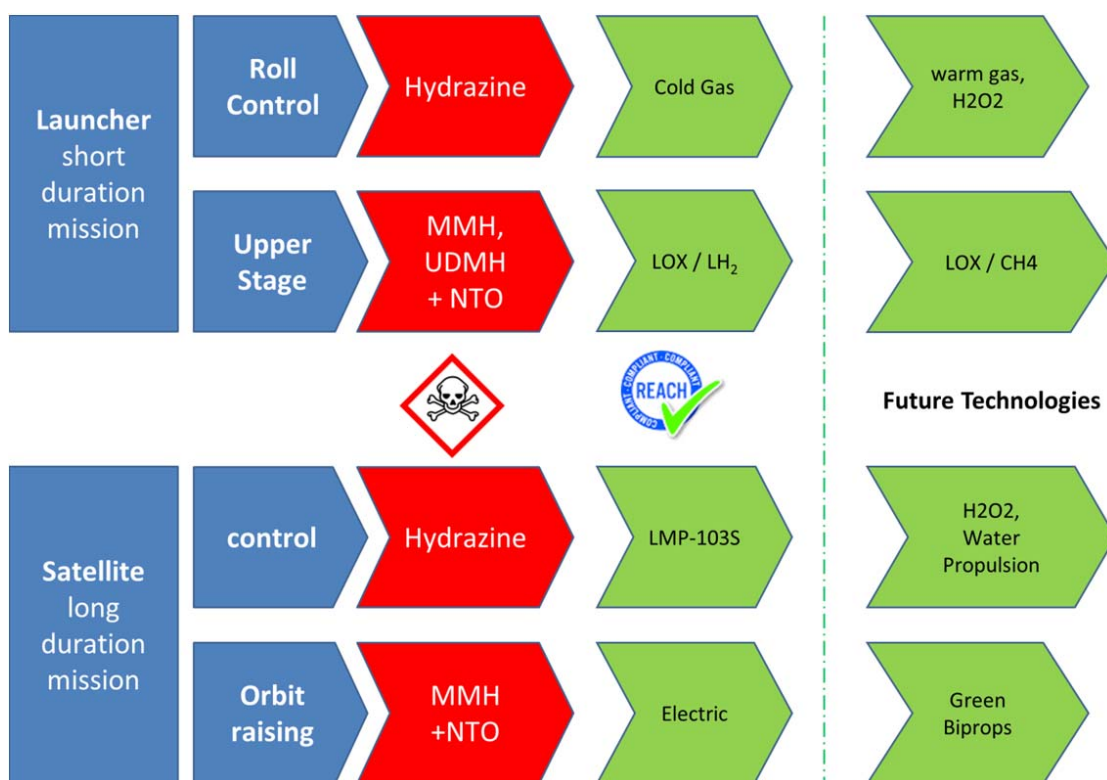 Launcher
short
duration
mission
Roll
Control
Hydrazine
Cold Gas
warm gas,
H2O2
Upper
Stage
MMH,
UDMH
+ NTO
LOX / LH₂
LOX / CH4
COMPLIANT - COMPLIANT
REACH
Future Technologies
Satellite
long
duration
mission
control
Hydrazine
LMP-103S
H2O2,
Water
Propulsion
Orbit
raising
MMH
+NTO
Electric
Green
Biprops